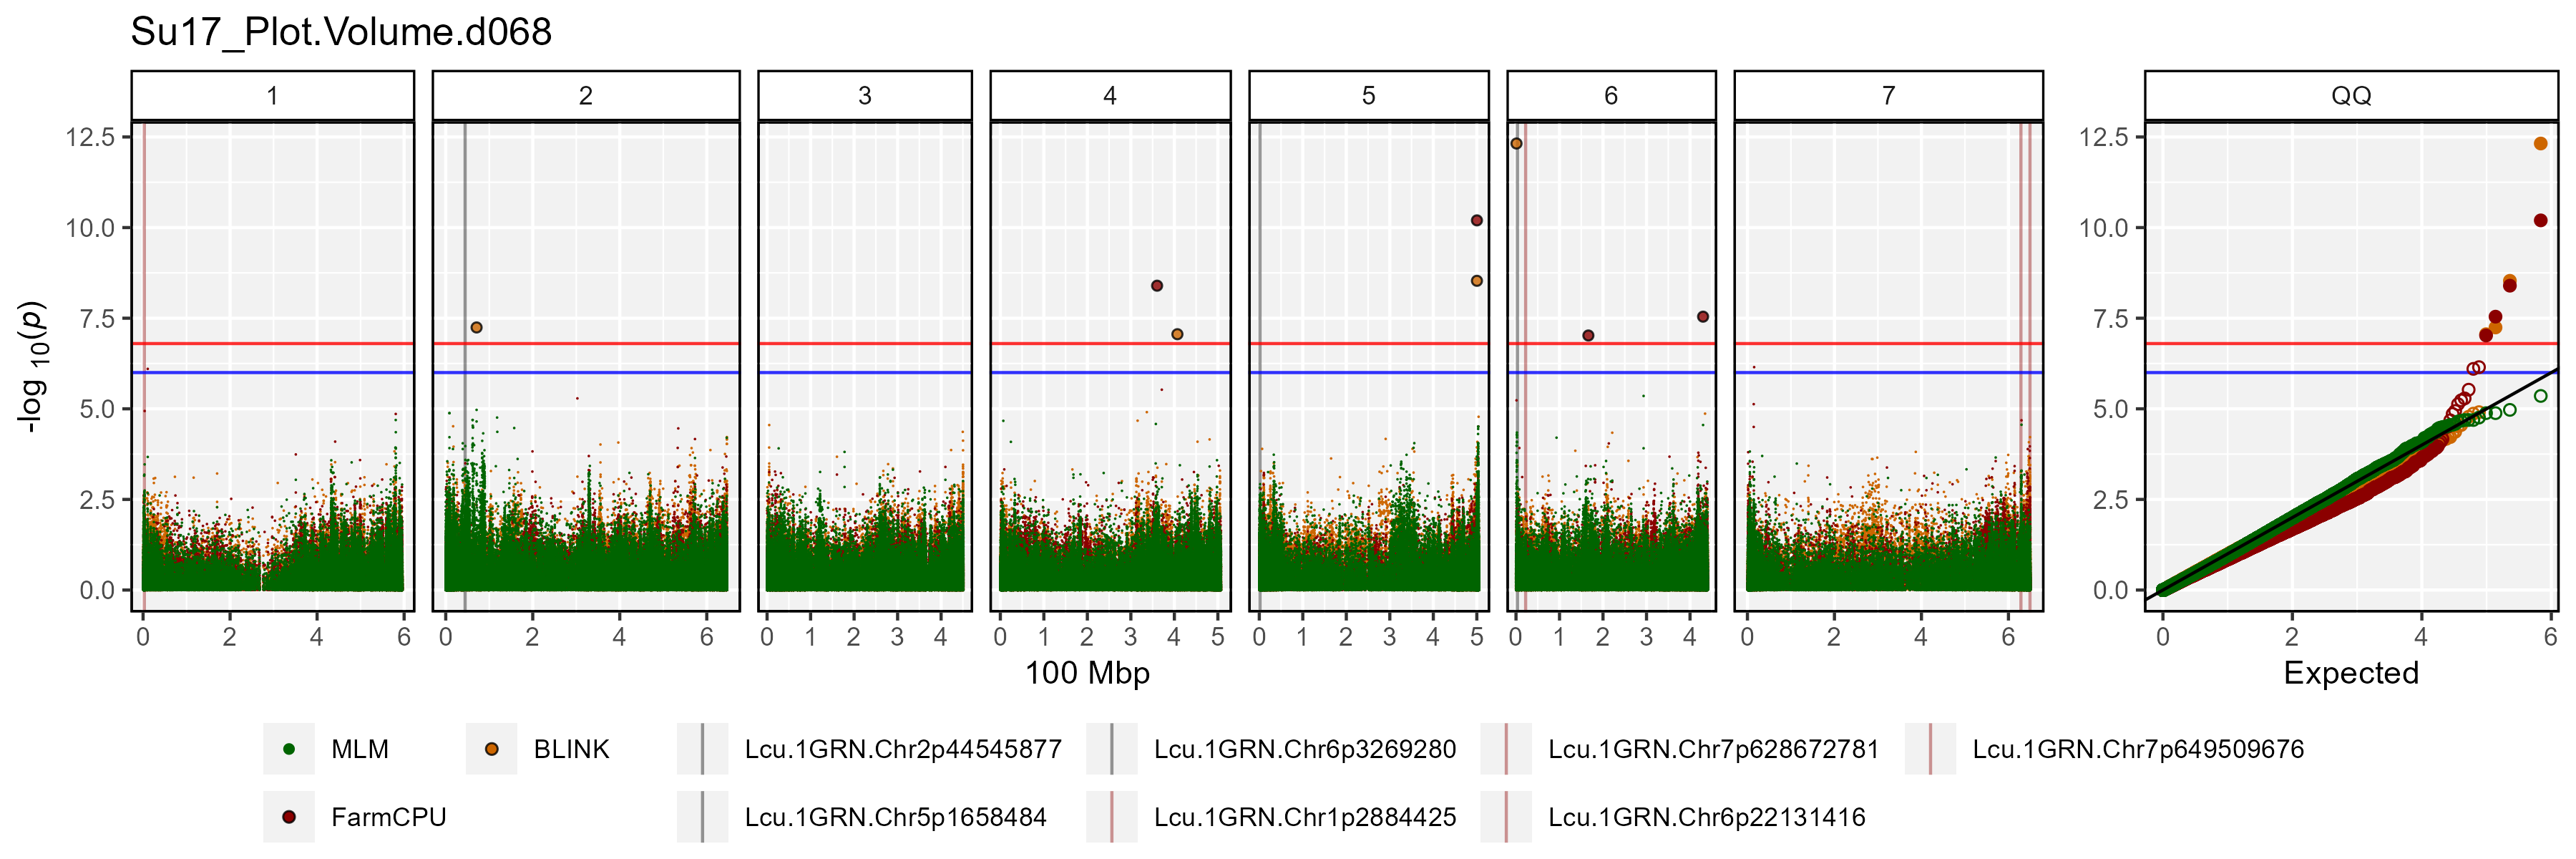 Su17_Plot.Volume.d068
1 2 3 4 5 6 7 QQ
12.5 12.5
10.0 10.0
7.5 7.5
5.0 5.0
2.5 2.5
0.0 0.0
-log 10(p)
0 2 4 6 0 2 4 6 0 1 2 3 4 0 1 2 3 4 5 0 1 2 3 4 5 0 1 2 3 4 0 2 4 6 0 2 4 6
100 Mbp Expected
MLM BLINK Lcu.1GRN.Chr2p44545877 Lcu.1GRN.Chr6p3269280 Lcu.1GRN.Chr7p628672781 Lcu.1GRN.Chr7p649509676
FarmCPU Lcu.1GRN.Chr5p1658484 Lcu.1GRN.Chr1p2884425 Lcu.1GRN.Chr6p22131416